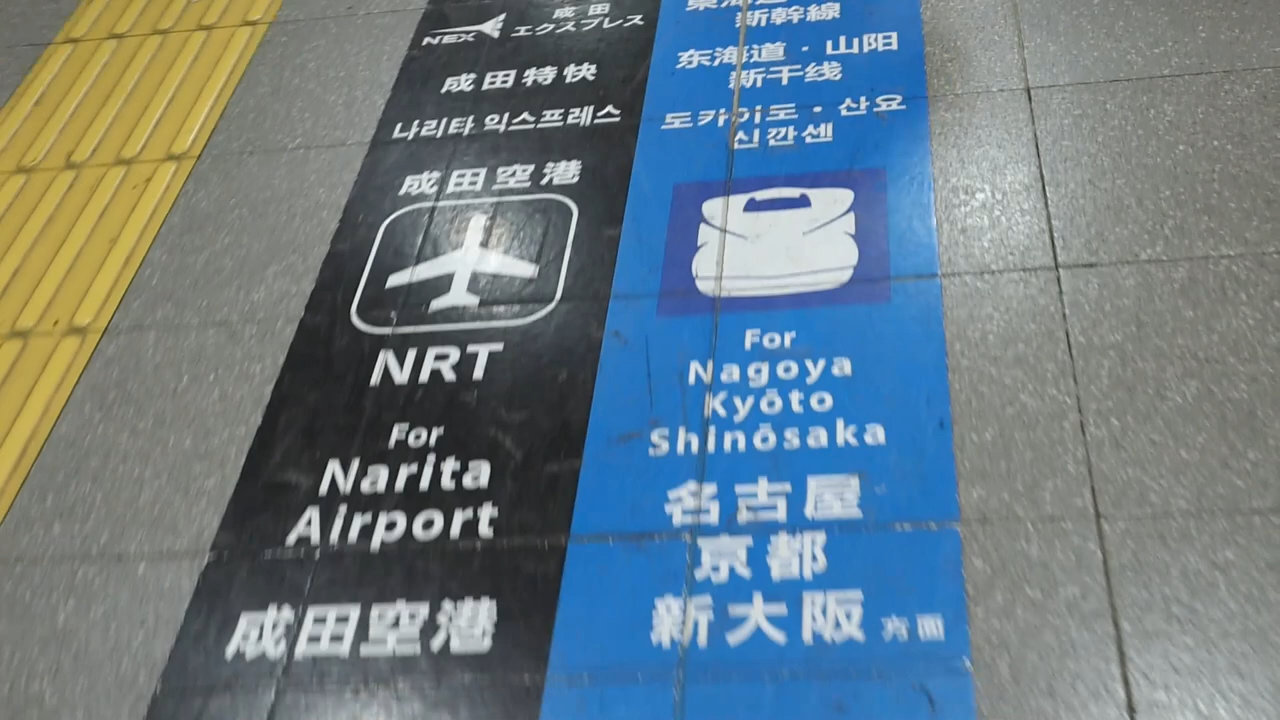 成田
NEX エクスプレス
成田特快
나리타 익스프레스
成田空港
NRT
For
Narita
Airport
成田空港
新幹線
东海道・山阳
新干线
도카이도・산요
신깐센
For
Nagoya
Kyōto
Shinōsaka
名古屋
京都
新大阪 方面